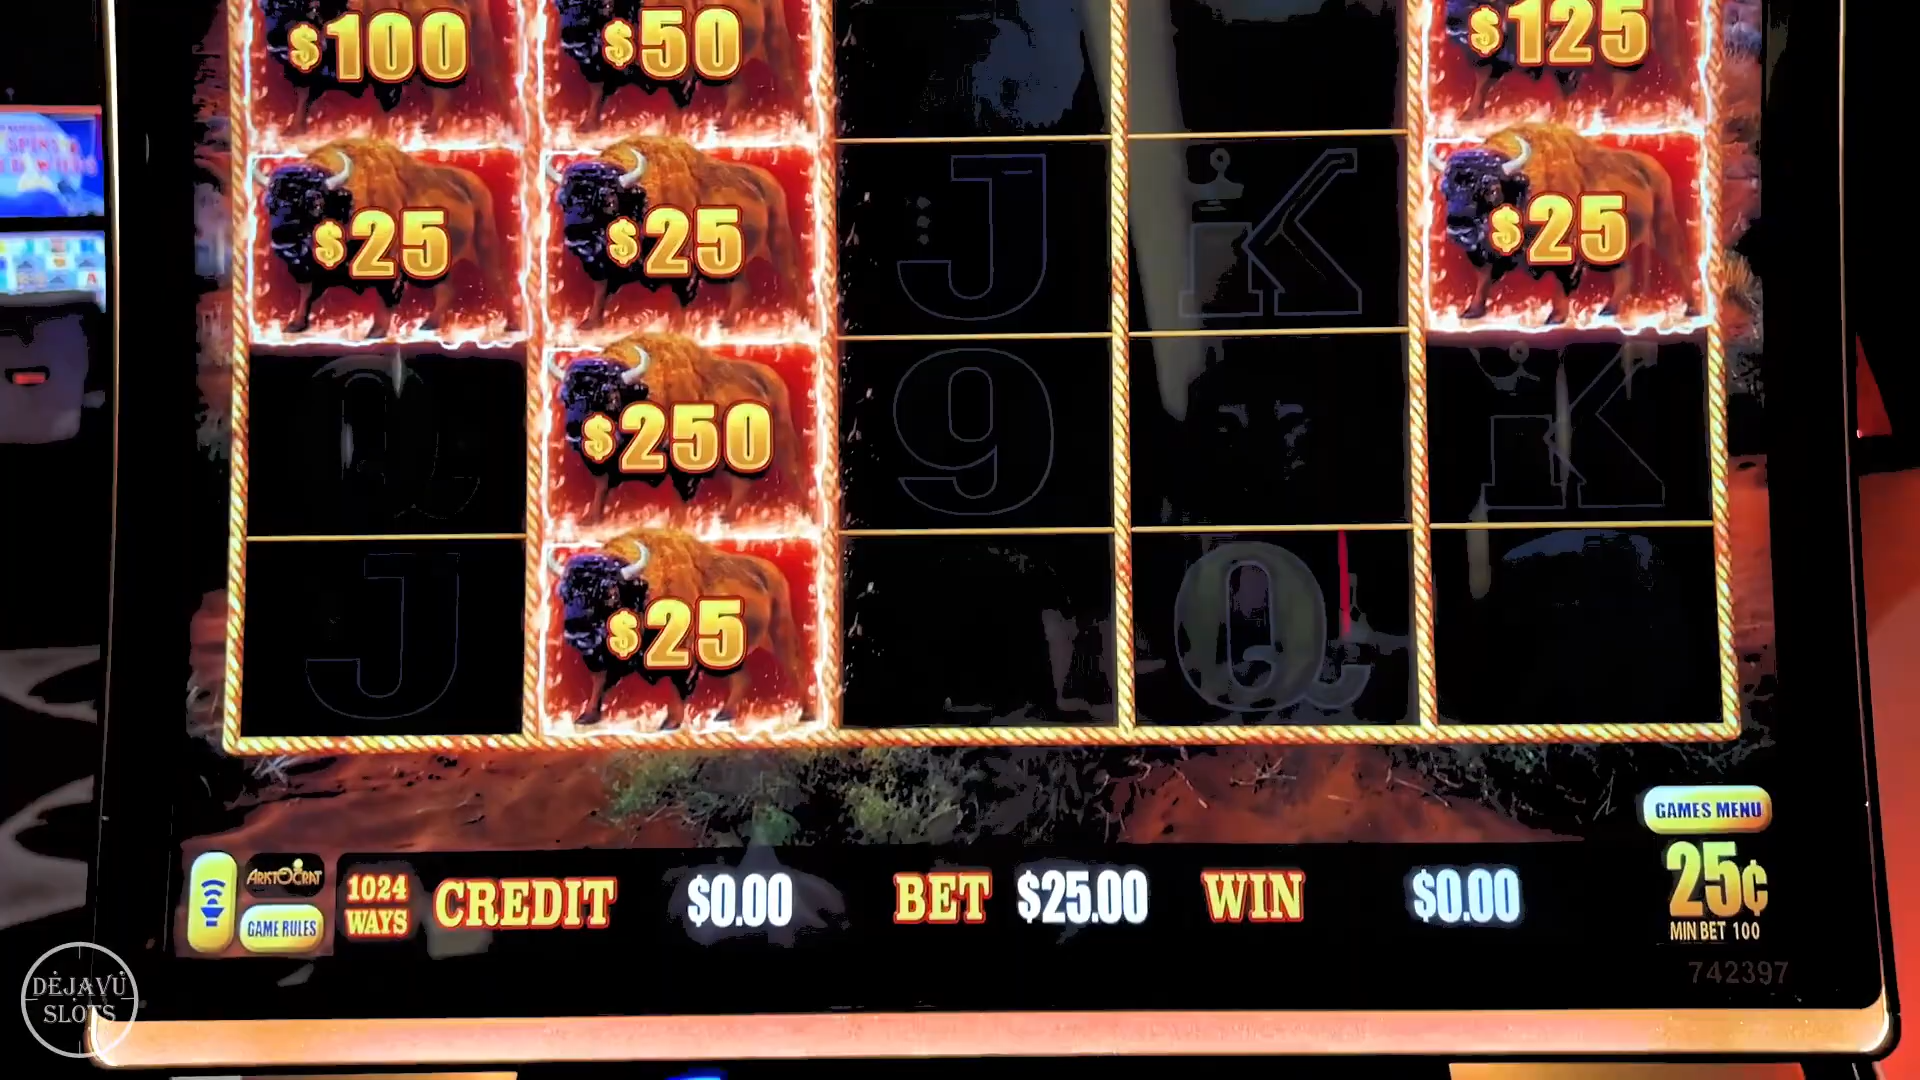 $100 $50 $125
$25 $25 J K $25
Q $250 9 K
J $25 Q
GAMES MENU
ARISTOCRAT
GAME RULES
1024
WAYS
CREDIT $0.00 BET $25.00 WIN $0.00
25¢
MIN BET 100
742397
DÉJÀVÜ
SLOTS